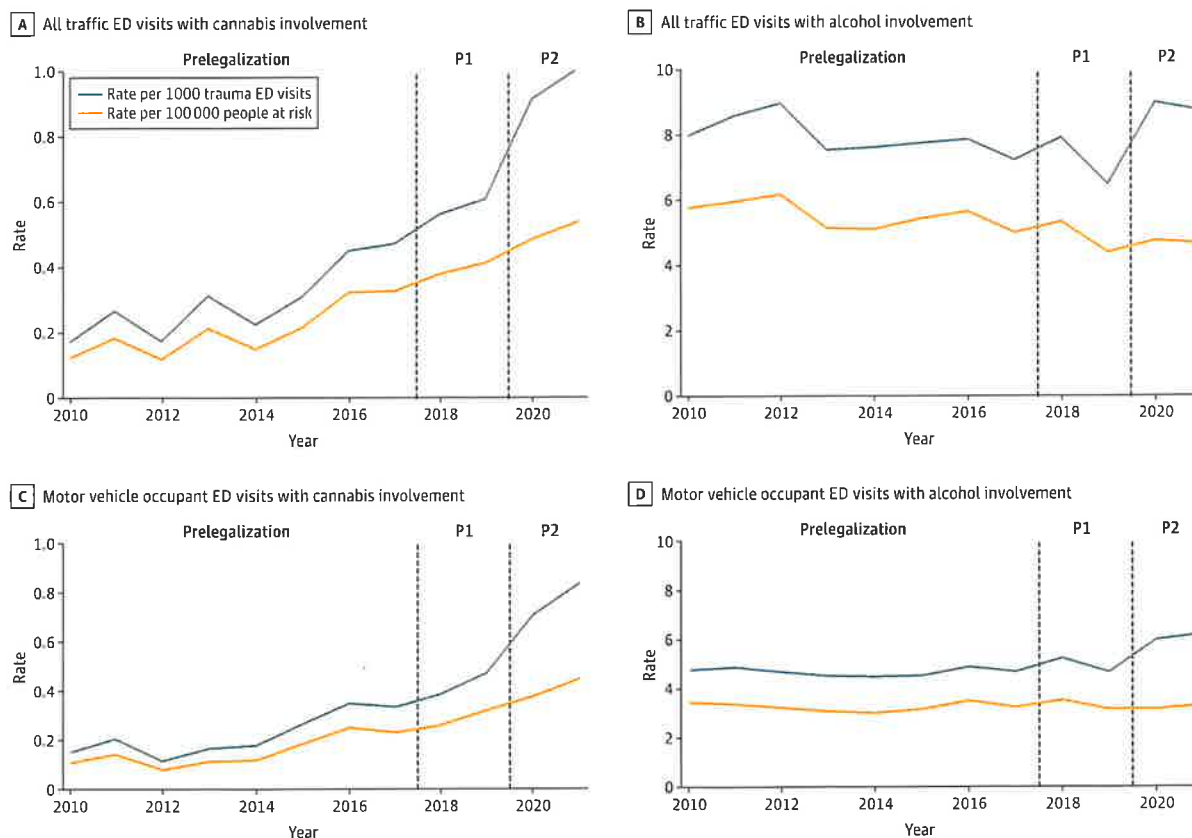 A All traffic ED visits with cannabis involvement
Prelegalization P1 P2
1.0
Rate per 1000 trauma ED visits
Rate per 100 000 people at risk
0.8
0.6
Rate
0.4
0.2
0
2010 2012 2014 2016 2018 2020
Year
B All traffic ED visits with alcohol involvement
Prelegalization P1 P2
10
8
6
Rate
4
2
0
2010 2012 2014 2016 2018 2020
Year
C Motor vehicle occupant ED visits with cannabis involvement
Prelegalization P1 P2
1.0
0.8
0.6
Rate
0.4
0.2
0
2010 2012 2014 2016 2018 2020
Year
D Motor vehicle occupant ED visits with alcohol involvement
Prelegalization P1 P2
10
8
6
Rate
4
2
0
2010 2012 2014 2016 2018 2020
Year